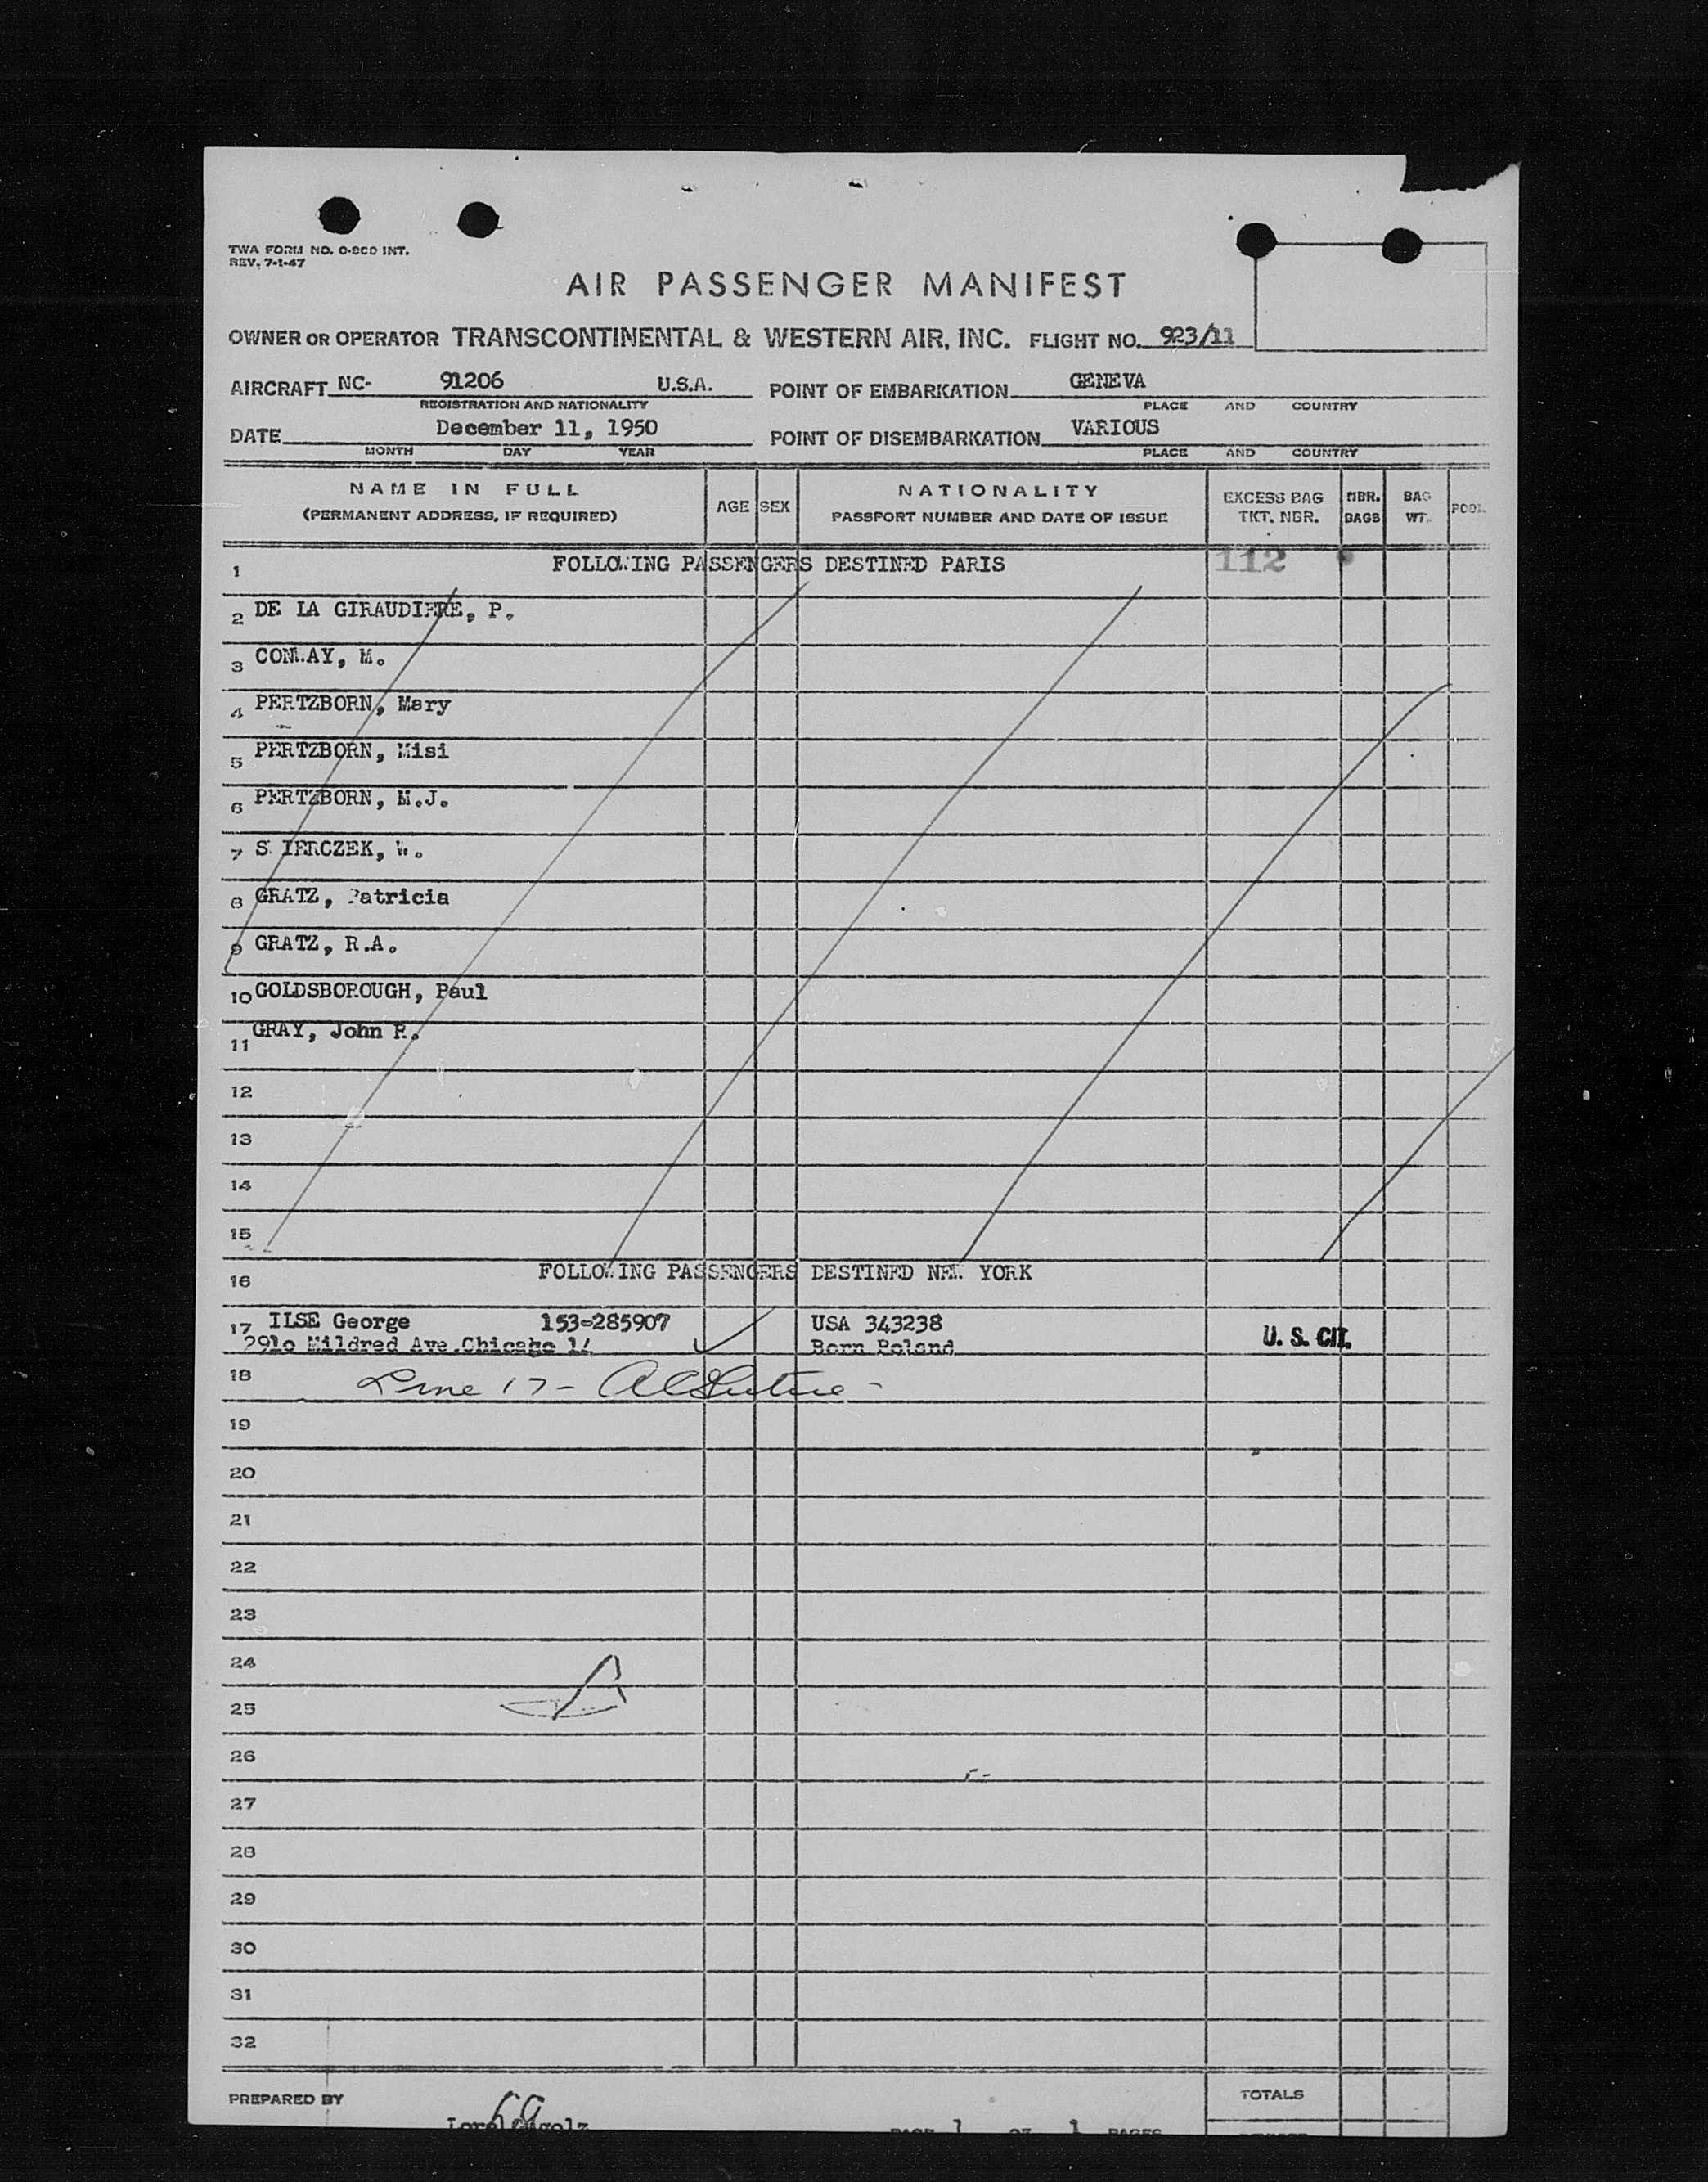 TWA FORM NO. O-8CD INT.
REV. 7-1-47
AIR PASSENGER MANIFEST
OWNER OR OPERATOR TRANSCONTINENTAL & WESTERN AIR, INC. FLIGHT NO. 923/11
AIRCRAFT NC- 91206 U.S.A. POINT OF EMBARKATION GENEVA
REGISTRATION AND NATIONALITY PLACE AND COUNTRY
DATE December 11, 1950 POINT OF DISEMBARKATION VARIOUS
MONTH DAY YEAR PLACE AND COUNTRY
NAME IN FULL AGE SEX NATIONALITY EXCESS BAG NBR. BAG POOL
(PERMANENT ADDRESS, IF REQUIRED) PASSPORT NUMBER AND DATE OF ISSUE TKT. NBR. BAGS WT.
1 FOLLOWING PASSENGERS DESTINED PARIS 112
2 DE LA GIRAUDIERE, P.
3 M.
4 PERTZBORN, Mary
5 PERTZBORN, Misi
6 PERTZBORN, M.J.
7 W.
8 GRATZ, Patricia
9 GRATZ, R.A.
10 GOLDSBOROUGH, Paul
11 GRAY, John R.
12
13
14
15
16 FOLLOWING PASSENGERS DESTINED NEW YORK
17 ILSE George 153-285907 USA 343238 U. S. CIT.
2910 Mildred Ave.Chicago 14 Born Poland
18 Line 17 -
19
20
21
22
23
24
25
26
27
28
29
30
31
32
PREPARED BY TOTALS
PAGE 1 OF 1 PAGES